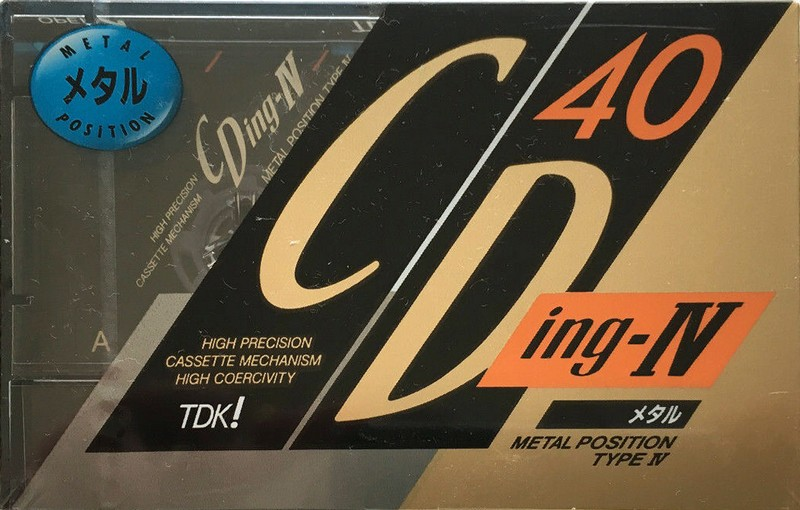 METAL
メタル
POSITION
CDing-IV
METAL POSITION TYPE IV
HIGH PRECISION
CASSETTE MECHANISM
A
CD
40
ing-IV
HIGH PRECISION
CASSETTE MECHANISM
HIGH COERCIVITY
TDK!
メタル
METAL POSITION
TYPE IV